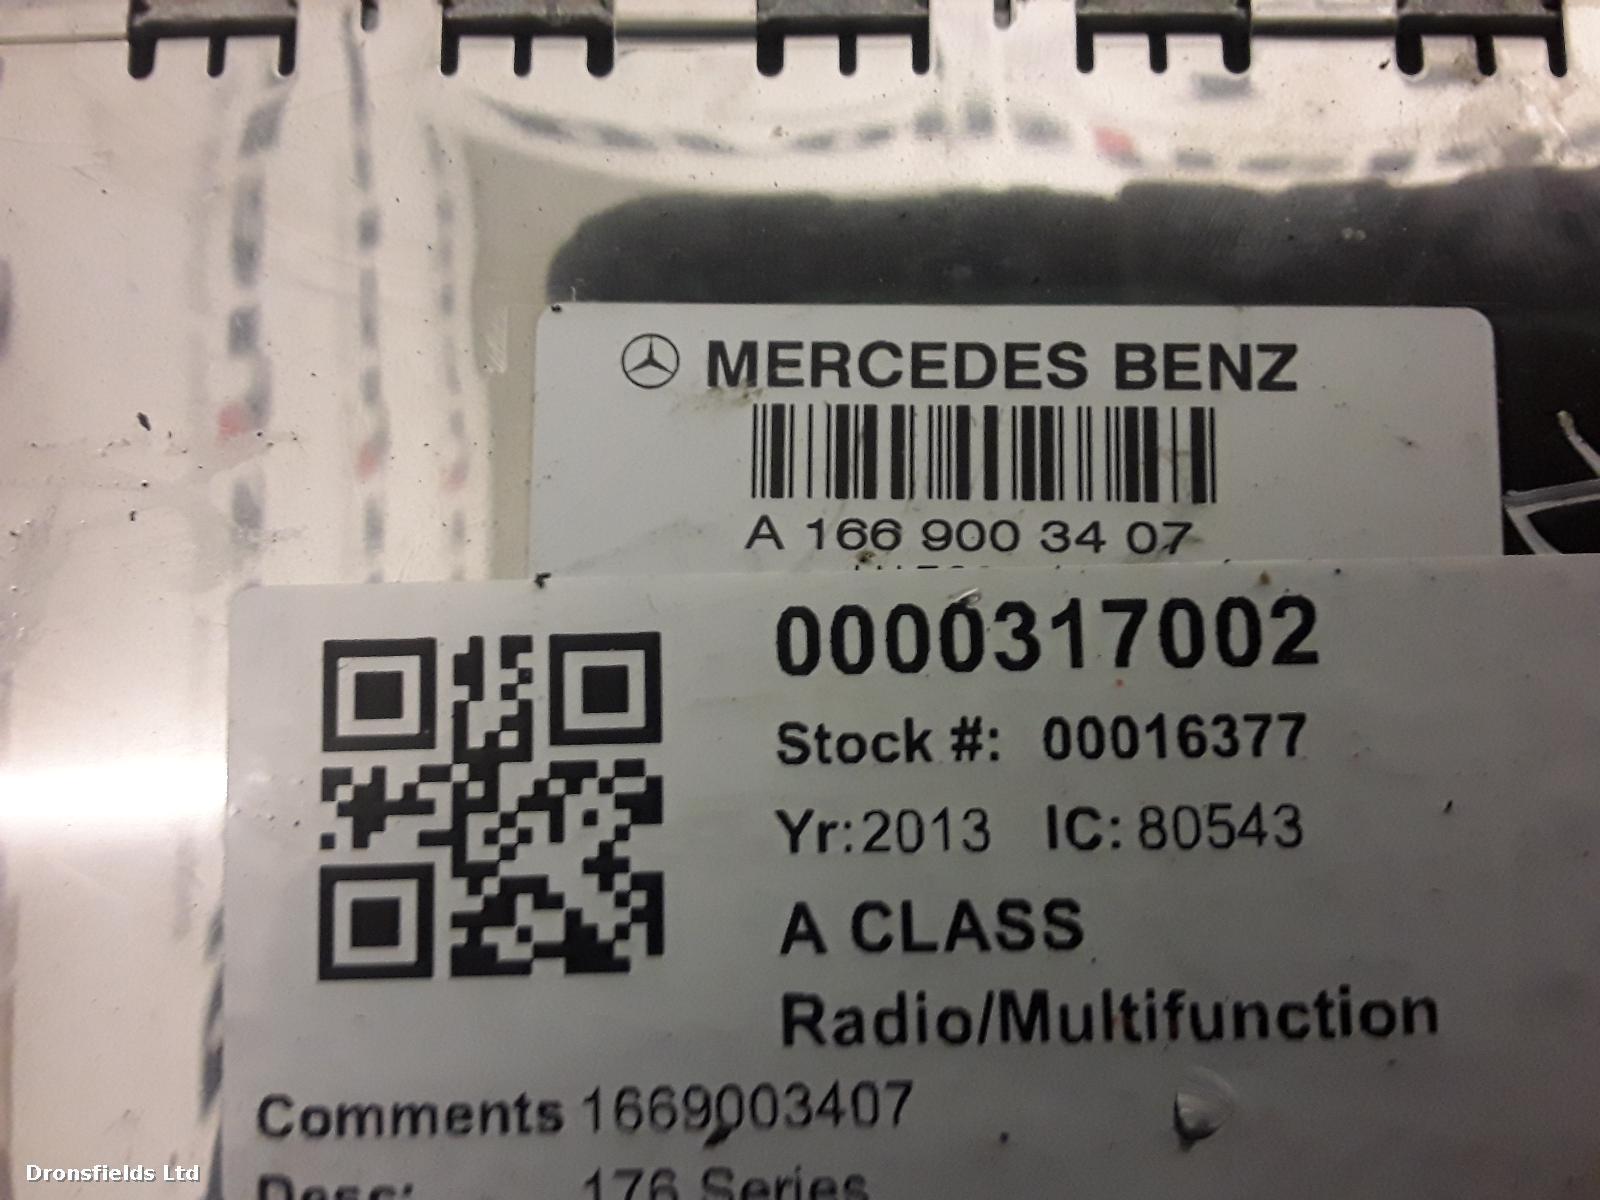 MERCEDES BENZ
A 166 900 34 07
0000317002
Stock #: 00016377
Yr:2013 IC: 80543
A CLASS
Radio/Multifunction
Comments 1669003407
Desc: 176 Series
Dronsfields Ltd